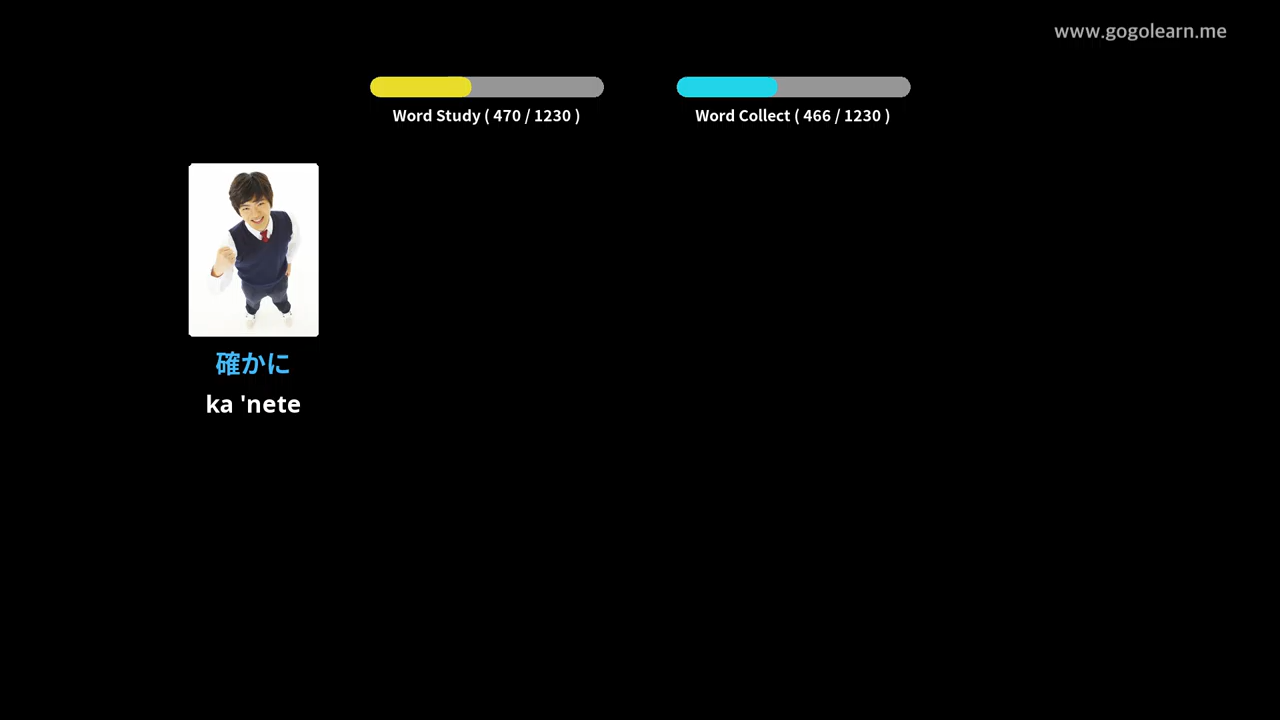 www.gogolearn.me
Word Study ( 470 / 1230 )
Word Collect ( 466 / 1230 )
確かに
ka 'nete